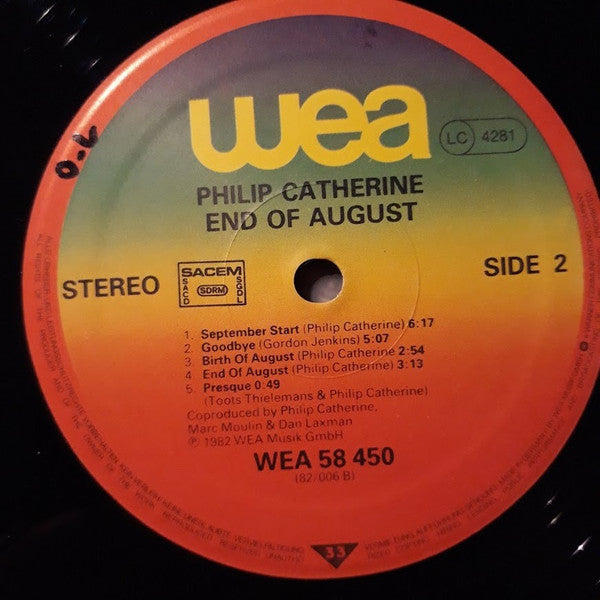 wea
LC 4281
O.L
PHILIP CATHERINE
END OF AUGUST
STEREO
SACEM
SACD
SDRM
SGDL
SIDE 2
1. September Start (Philip Catherine) 6:17
2. Goodbye (Gordon Jenkins) 5:07
3. Birth Of August (Philip Catherine 2:54
4. End Of August (Philip Catherine) 3:13
5. Presque 0:49
(Toots Thielemans & Philip Catherine)
Coproduced by Philip Catherine,
Marc Moulin & Dan Laxman
℗ 1982 WEA Musik GmbH
WEA 58 450
(82/006 B)
33